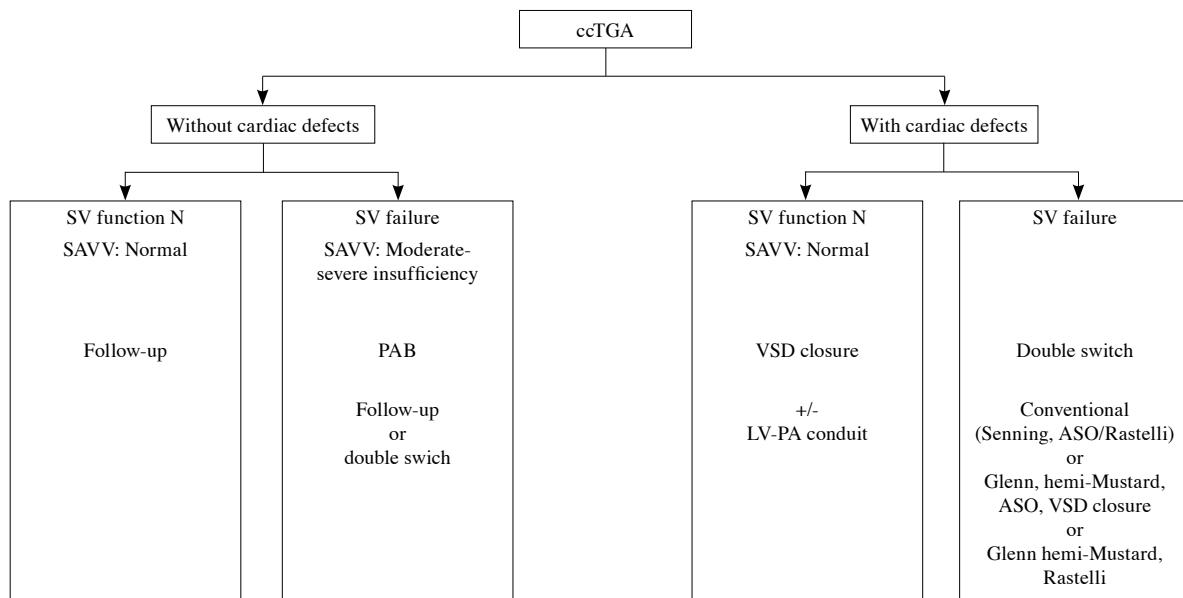 ccTGA
Without cardiac defects
With cardiac defects
SV function N
SAVV: Normal
Follow-up
SV failure
SAVV: Moderate-
severe insufficiency
PAB
Follow-up
or
double swich
SV function N
SAVV: Normal
VSD closure
+/-
LV-PA conduit
SV failure
Double switch
Conventional
(Senning, ASO/Rastelli)
or
Glenn, hemi-Mustard,
ASO, VSD closure
or
Glenn hemi-Mustard,
Rastelli